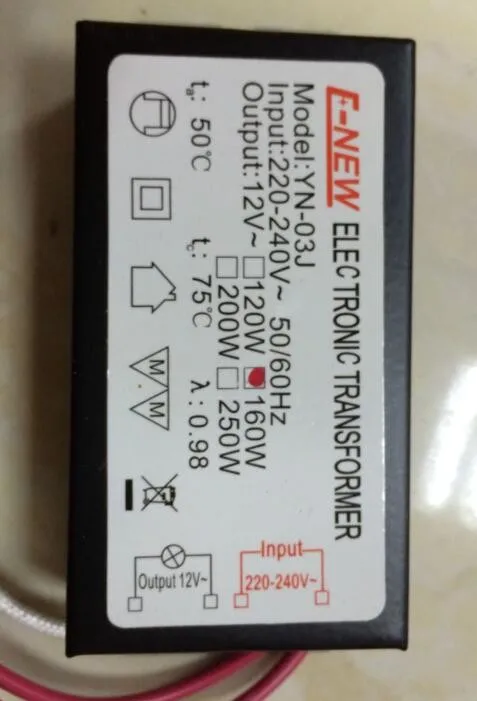 E-NEW ELECTRONIC TRANSFORMER
Model:YN-03J
Input:220-240V~ 50/60Hz
Output:12V~ 120W 160W
200W 250W
ta: 50℃ tc: 75℃ λ: 0.98
M M
Input
220-240V~
Output 12V~